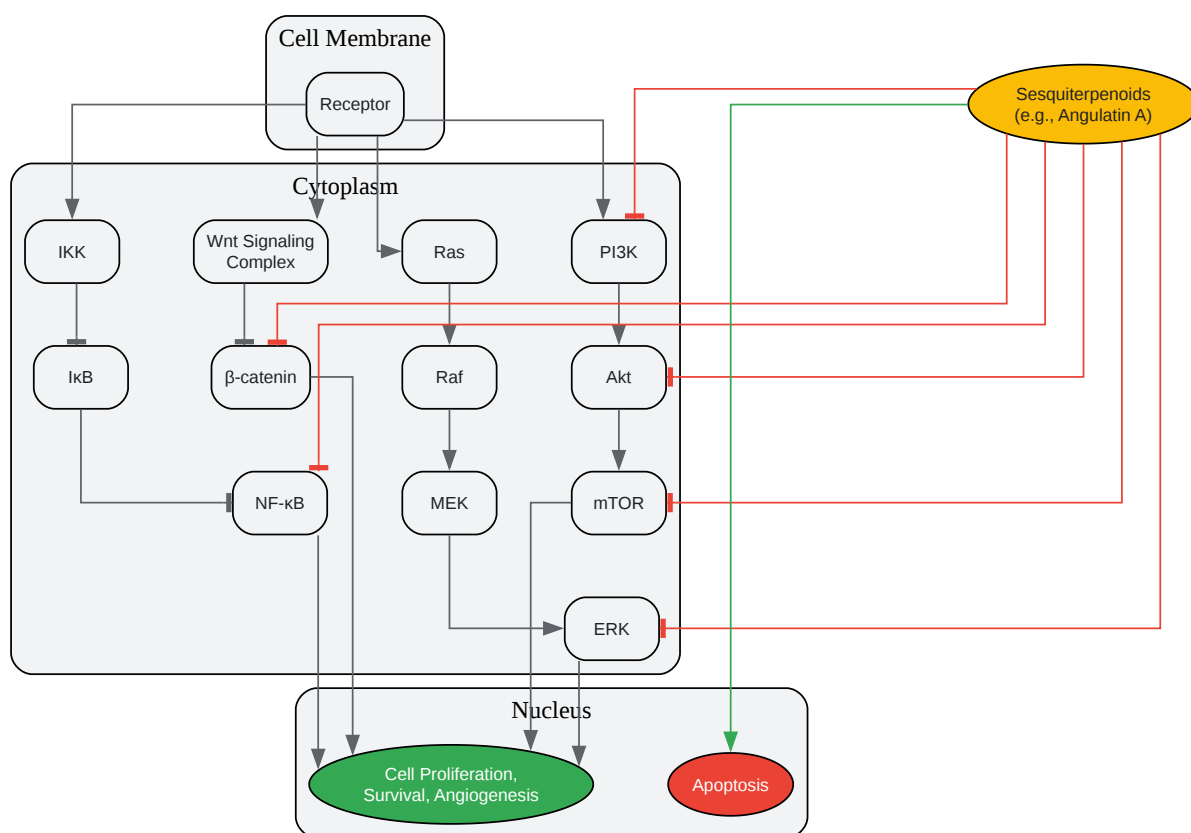 Cell Membrane
Receptor
Sesquiterpenoids
(e.g., Angulatin A)
Cytoplasm
IKK
Wnt Signaling
Complex
Ras
PI3K
IκB
β-catenin
Raf
Akt
NF-κB
MEK
mTOR
ERK
Nucleus
Cell Proliferation,
Survival, Angiogenesis
Apoptosis